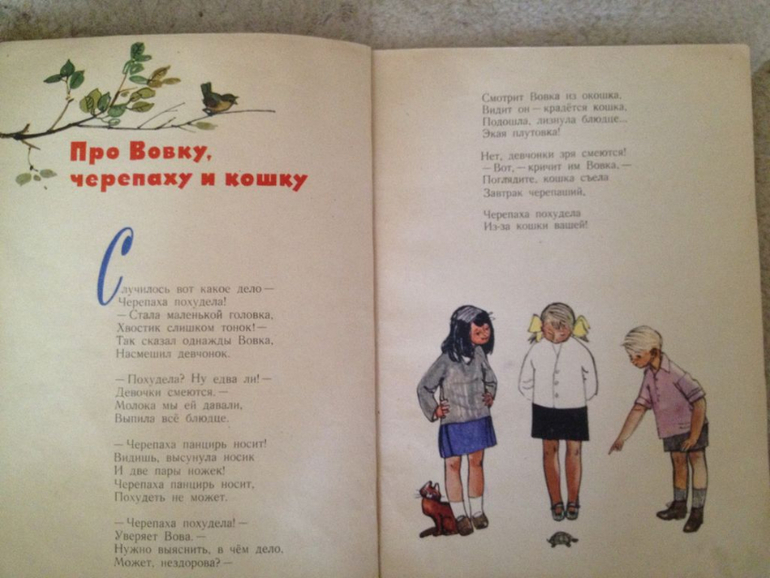 Про Вовку,
черепаху и кошку
Случилось вот какое дело —
Черепаха похудела!
— Стала маленькой головка,
Хвостик слишком тонок! —
Так сказал однажды Вовка,
Насмешил девчонок.
— Похудела? Ну едва ли! —
Девочки смеются. —
Молока мы ей давали,
Выпила всё блюдце.
— Черепаха панцирь носит!
Видишь, высунула носик
И две пары ножек!
Черепаха панцирь носит,
Похудеть не может.
— Черепаха похудела! —
Уверяет Вова. —
Нужно выяснить, в чём дело,
Может, нездорова? —
Смотрит Вовка из окошка,
Видит он — крадётся кошка,
Подошла, лизнула блюдце...
Экая плутовка!
Нет, девчонки зря смеются!
— Вот, — кричит им Вовка, —
Поглядите, кошка съела
Завтрак черепаший,
Черепаха похудела
Из-за кошки вашей!